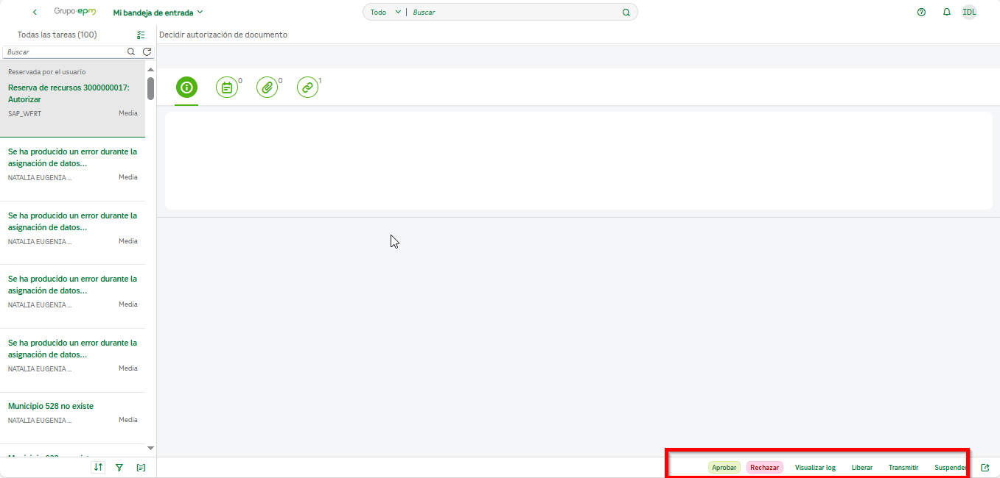 Grupo·epm
Mi bandeja de entrada
Todo
Buscar
IDL
Todas las tareas (100)
Decidir autorización de documento
Buscar
0
0
1
Reservada por el usuario
Reserva de recursos 3000000017:
Autorizar
SAP_WFRT
Media
Se ha producido un error durante la
asignación de datos...
NATALIA EUGENIA ...
Media
Se ha producido un error durante la
asignación de datos...
NATALIA EUGENIA ...
Media
Se ha producido un error durante la
asignación de datos...
NATALIA EUGENIA ...
Media
Se ha producido un error durante la
asignación de datos...
NATALIA EUGENIA ...
Media
Municipio 528 no existe
NATALIA EUGENIA ...
Media
Aprobar
Rechazar
Visualizar log
Liberar
Transmitir
Suspender